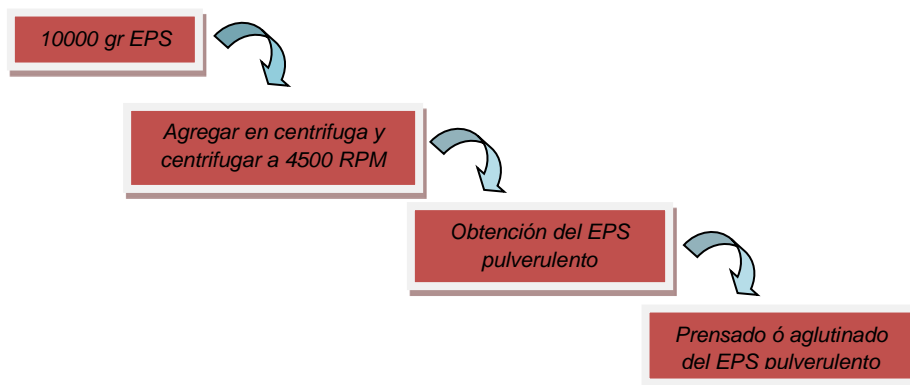 10000 gr EPS
Agregar en centrifuga y
centrifugar a 4500 RPM
Obtención del EPS
pulverulento
Prensado ó aglutinado
del EPS pulverulento